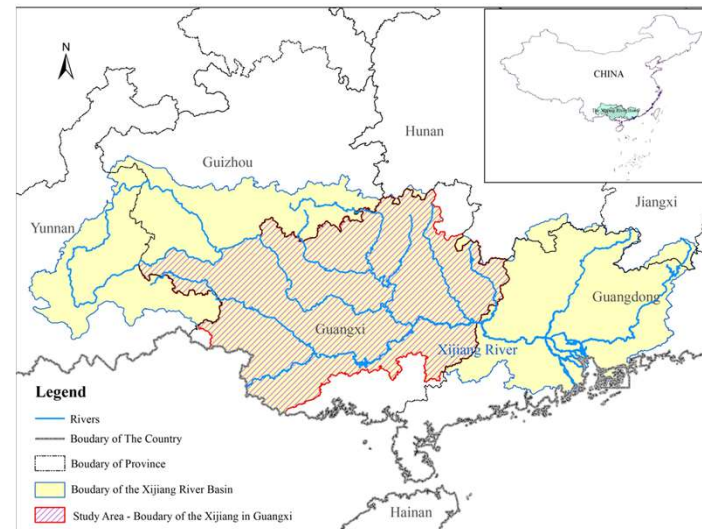 N
CHINA
Hunan
Guizhou
Jiangxi
Yunnan
Guangdong
Guangxi
Xijiang River
Legend
Rivers
Boudary of The Country
Boudary of Province
Boudary of the Xijiang River Basin
Study Area - Boudary of the Xijiang in Guangxi
Hainan